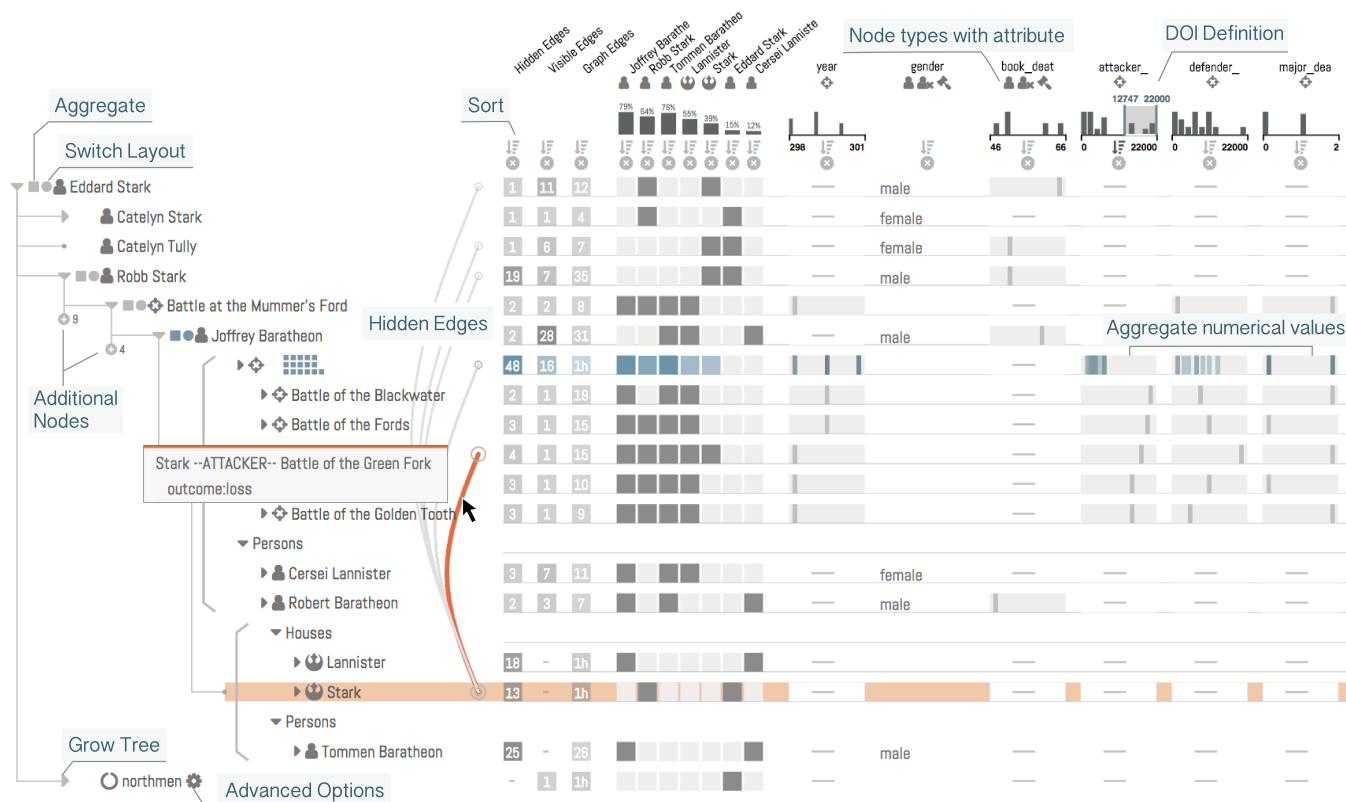 Hidden Edges
Visible Edges
Graph Edges
Joffrey Barathe
Robb Stark
Tommen Baratheo
Lannister
Stark
Eddard Stark
Cersei Lanniste
Node types with attribute
DOI Definition
year
gender
book_deat
attacker_
defender_
major_dea
Aggregate
Sort
79%
64%
76%
55%
39%
15%
12%
12747 22000
298 301
46 66
0 22000
0 22000
0 2
Switch Layout
Eddard Stark 1 11 12 male
Catelyn Stark 1 1 4 female
Catelyn Tully 1 6 7 female
Robb Stark 19 7 35 male
Battle at the Mummer's Ford 2 2 8
9
Hidden Edges
Aggregate numerical values
Joffrey Baratheon 2 28 31 male
4
48 16 1h
Additional
Nodes
Battle of the Blackwater 2 1 19
Battle of the Fords 3 1 15
Stark --ATTACKER-- Battle of the Green Fork
outcome:loss
4 1 15
3 1 10
Battle of the Golden Tooth 3 1 9
Persons
Cersei Lannister 3 7 11 female
Robert Baratheon 2 3 7 male
Houses
Lannister 18 - 1h
Stark 13 - 1h
Persons
Tommen Baratheon 25 - 26 male
Grow Tree
northmen - 1 1h
Advanced Options